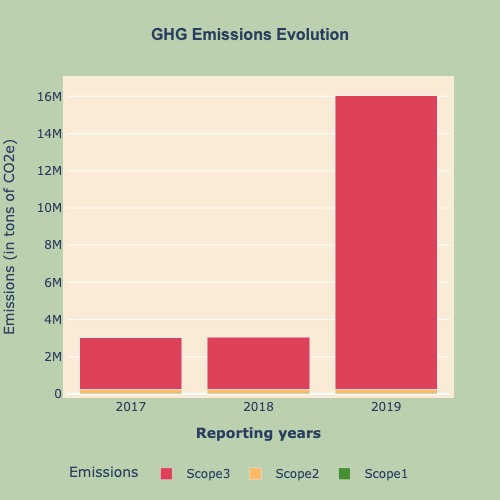 GHG Emissions Evolution
Emissions (in tons of CO2e)
16M
14M
12M
10M
8M
6M
4M
2M
0
2017 2018 2019
Reporting years
Emissions Scope3 Scope2 Scope1